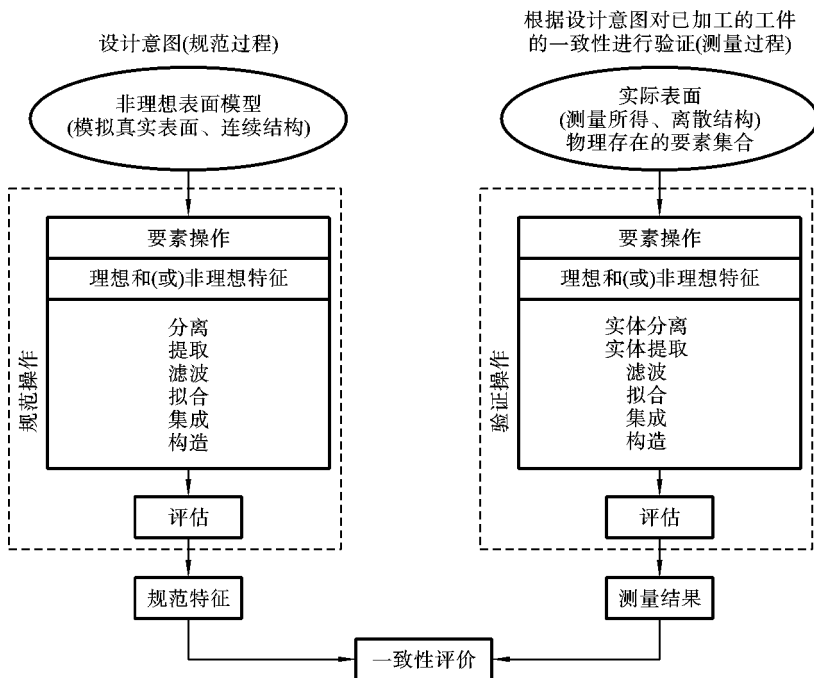 设计意图(规范过程)
非理想表面模型
(模拟真实表面、连续结构)
要素操作
理想和(或)非理想特征
分离
提取
滤波
拟合
集成
构造
规范操作
评估
规范特征
根据设计意图对已加工的工件
的一致性进行验证(测量过程)
实际表面
(测量所得、离散结构)
物理存在的要素集合
要素操作
理想和(或)非理想特征
实体分离
实体提取
滤波
拟合
集成
构造
验证操作
评估
测量结果
一致性评价